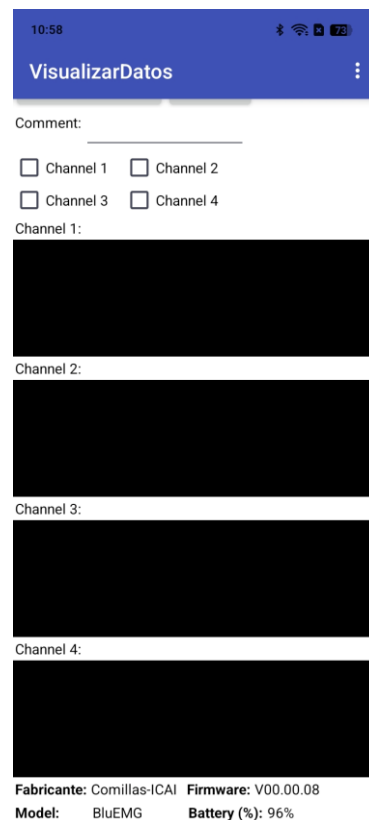 10:58 73
VisualizarDatos
Comment:
Channel 1 Channel 2
Channel 3 Channel 4
Channel 1:
Channel 2:
Channel 3:
Channel 4:
Fabricante: Comillas-ICAI Firmware: V00.00.08
Model: BluEMG Battery (%): 96%